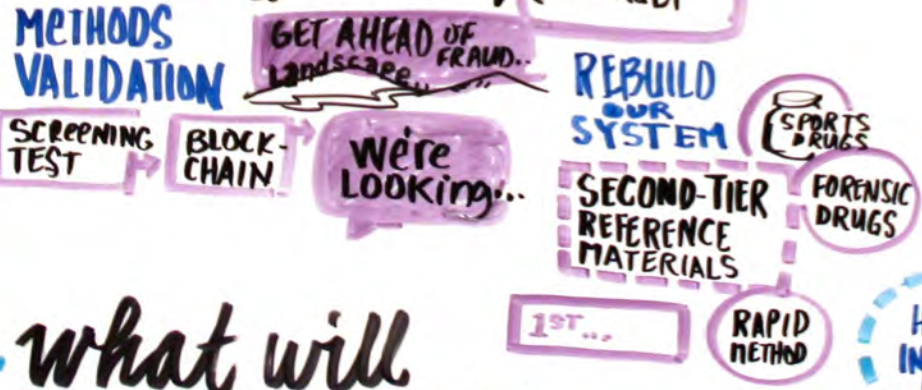 METHODS
VALIDATION
GET AHEAD OF
FRAUD..
Landscape...
SCREENING
TEST
BLOCK-
CHAIN
We're
LOOKING...
REBUILD
OUR
SYSTEM
SPORTS
DRUGS
SECOND-TIER
REFERENCE
MATERIALS
FORENSIC
DRUGS
1ST...
RAPID
METHOD
what will